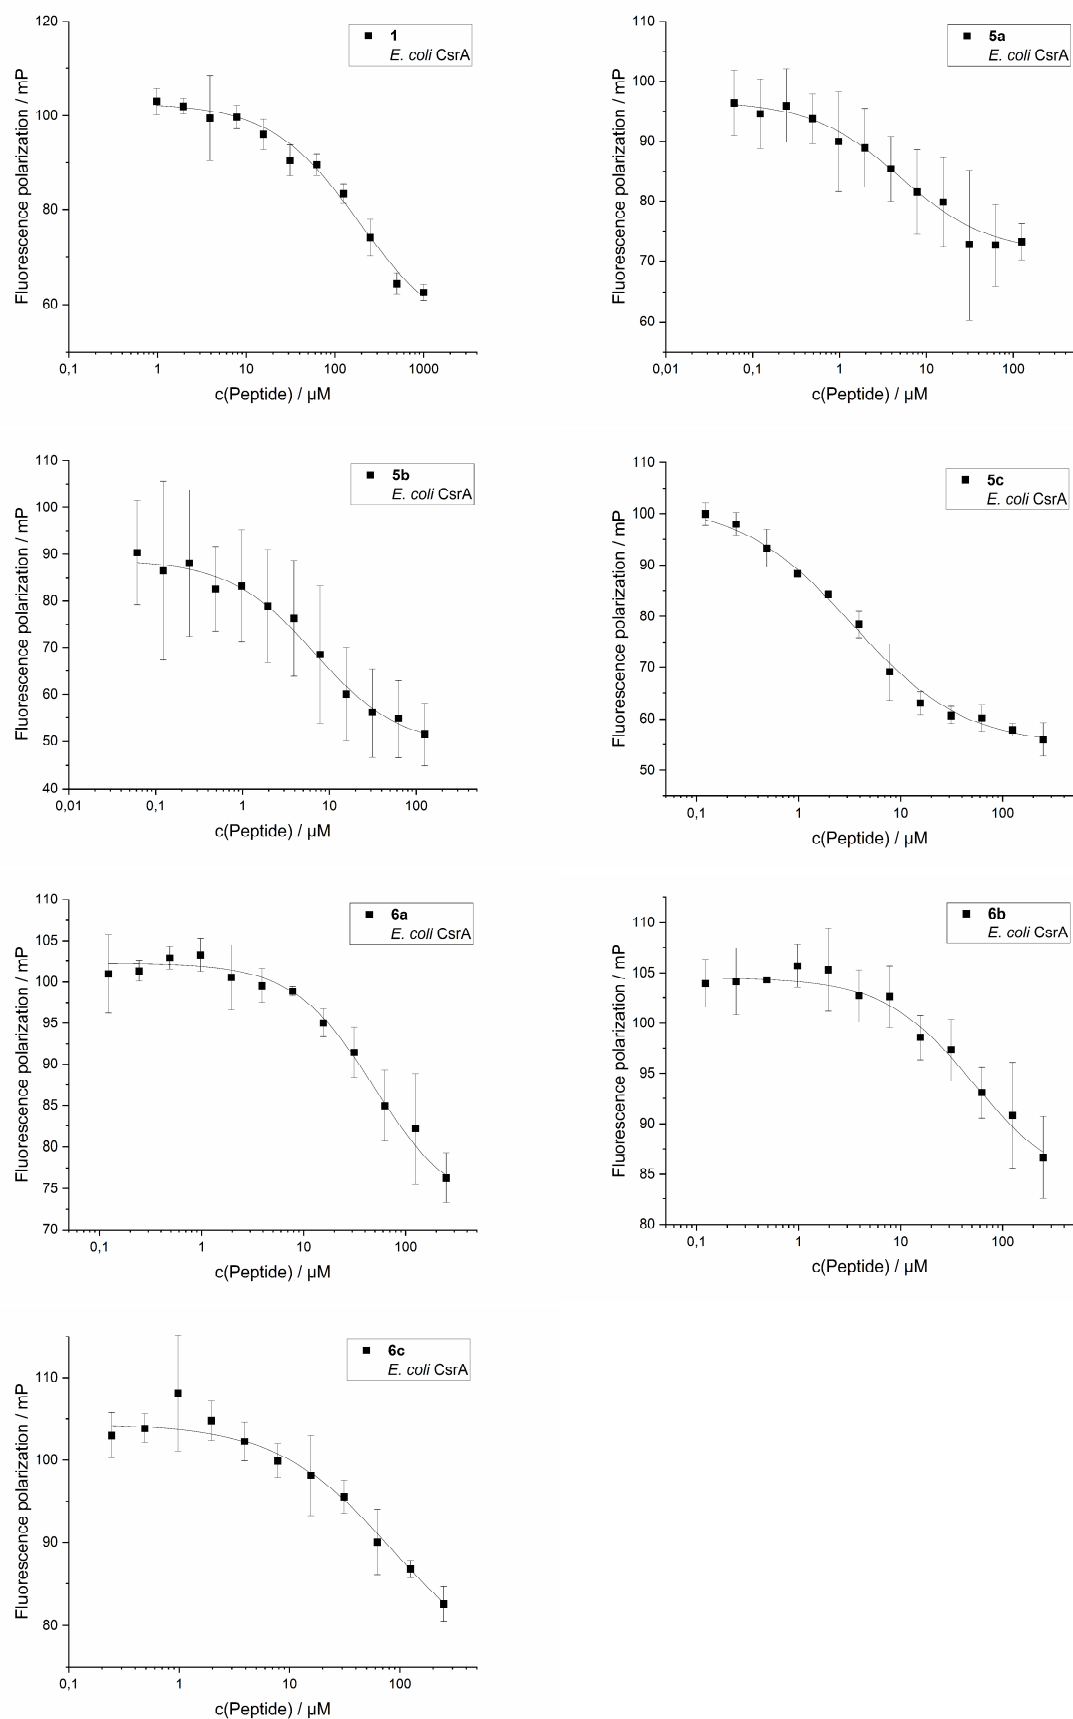 120
100
80
60
0,1
1
10
100
1000
Fluorescence polarization / mP
c(Peptide) / µM
1
E. coli CsrA
110
100
90
80
70
60
0,01
0,1
1
10
100
Fluorescence polarization / mP
c(Peptide) / µM
5a
E. coli CsrA
110
100
90
80
70
60
50
40
0,01
0,1
1
10
100
Fluorescence polarization / mP
c(Peptide) / µM
5b
E. coli CsrA
110
100
90
80
70
60
50
0,1
1
10
100
Fluorescence polarization / mP
c(Peptide) / µM
5c
E. coli CsrA
110
105
100
95
90
85
80
75
70
0,1
1
10
100
Fluorescence polarization / mP
c(Peptide) / µM
6a
E. coli CsrA
110
105
100
95
90
85
80
0,1
1
10
100
Fluorescence polarization / mP
c(Peptide) / µM
6b
E. coli CsrA
110
100
90
80
0,1
1
10
100
Fluorescence polarization / mP
c(Peptide) / µM
6c
E. coli CsrA